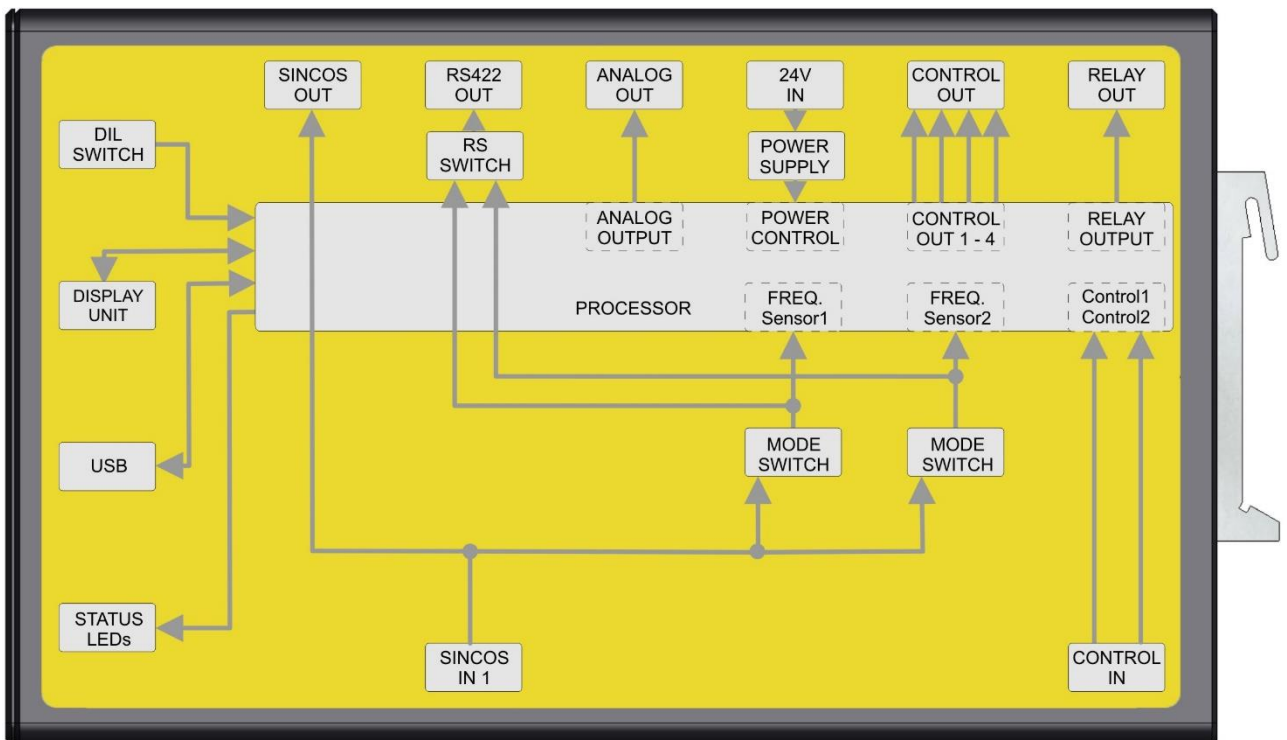 SINCOS
OUT
RS422
OUT
ANALOG
OUT
24V
IN
CONTROL
OUT
RELAY
OUT
DIL
SWITCH
RS
SWITCH
POWER
SUPPLY
ANALOG
OUTPUT
POWER
CONTROL
CONTROL
OUT 1 - 4
RELAY
OUTPUT
DISPLAY
UNIT
PROCESSOR
FREQ.
Sensor1
FREQ.
Sensor2
Control1
Control2
USB
MODE
SWITCH
MODE
SWITCH
STATUS
LEDs
SINCOS
IN 1
CONTROL
IN